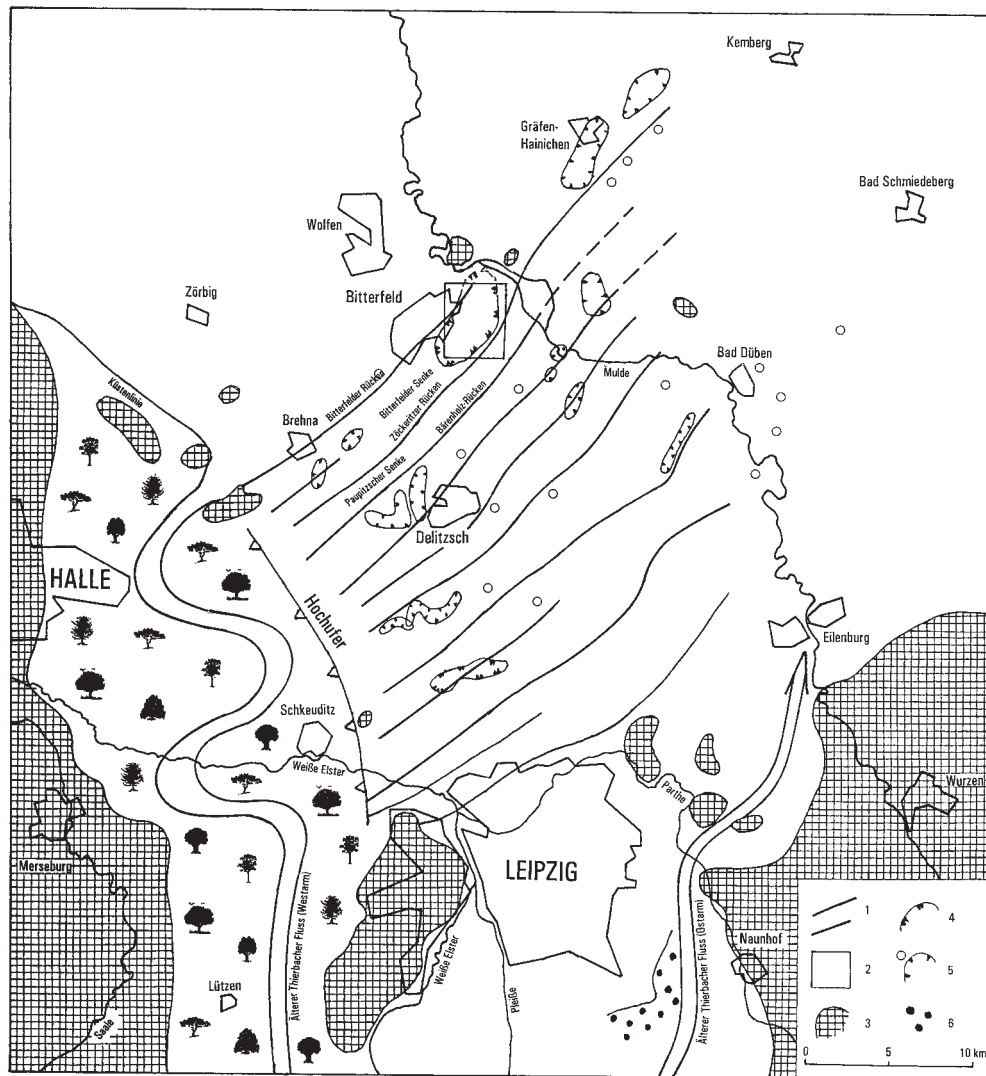 Kemberg
Gräfen-
Hainichen
Bad Schmiedeberg
Wolfen
Zörbig
Bitterfeld
Bad Düben
Mulde
Küstenlinie
Brehna
Bitterfelder Rücken
Bitterfelder Senke
Zöckeritzer Rücken
Bärenholz-Rücken
Paupitzscher Senke
Delitzsch
HALLE
Hochufer
Eilenburg
Schkeuditz
Weiße Elster
Parthe
Wurzen
Merseburg
LEIPZIG
Älterer Thierbacher Fluss (Westarm)
Weiße Elster
Pleiße
Älterer Thierbacher Fluss (Ostarm)
Naunhof
Lützen
Saale
1
4
2
5
3
6
0 5 10 km